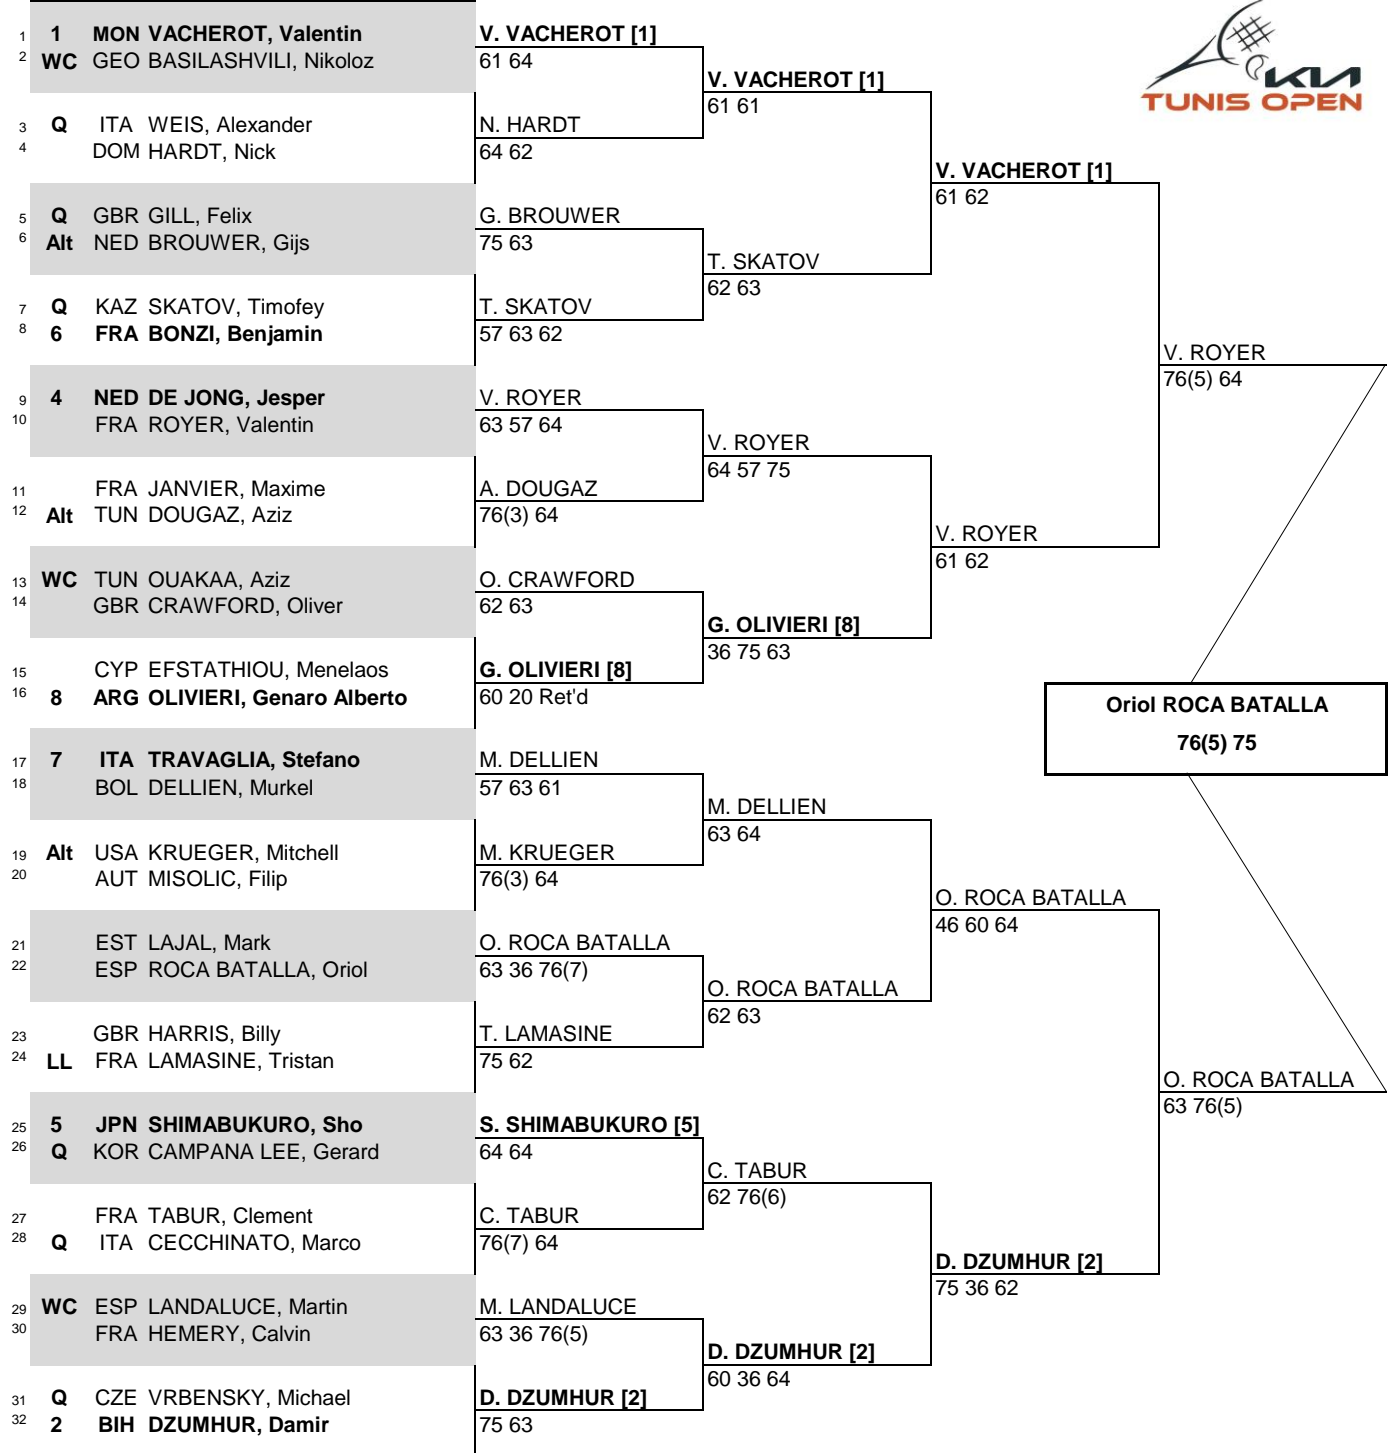 KIA
TUNIS OPEN
1 1 MON VACHEROT, Valentin
2 WC GEO BASILASHVILI, Nikoloz
3 Q ITA WEIS, Alexander
4 DOM HARDT, Nick
5 Q GBR GILL, Felix
6 Alt NED BROUWER, Gijs
7 Q KAZ SKATOV, Timofey
8 6 FRA BONZI, Benjamin
9 4 NED DE JONG, Jesper
10 FRA ROYER, Valentin
11 FRA JANVIER, Maxime
12 Alt TUN DOUGAZ, Aziz
13 WC TUN OUAKAA, Aziz
14 GBR CRAWFORD, Oliver
15 CYP EFSTATHIOU, Menelaos
16 8 ARG OLIVIERI, Genaro Alberto
17 7 ITA TRAVAGLIA, Stefano
18 BOL DELLIEN, Murkel
19 Alt USA KRUEGER, Mitchell
20 AUT MISOLIC, Filip
21 EST LAJAL, Mark
22 ESP ROCA BATALLA, Oriol
23 GBR HARRIS, Billy
24 LL FRA LAMASINE, Tristan
25 5 JPN SHIMABUKURO, Sho
26 Q KOR CAMPANA LEE, Gerard
27 FRA TABUR, Clement
28 Q ITA CECCHINATO, Marco
29 WC ESP LANDALUCE, Martin
30 FRA HEMERY, Calvin
31 Q CZE VRBENSKY, Michael
32 2 BIH DZUMHUR, Damir
V. VACHEROT [1]
61 64
N. HARDT
64 62
G. BROUWER
75 63
T. SKATOV
57 63 62
V. ROYER
63 57 64
A. DOUGAZ
76(3) 64
O. CRAWFORD
62 63
G. OLIVIERI [8]
60 20 Ret'd
M. DELLIEN
57 63 61
M. KRUEGER
76(3) 64
O. ROCA BATALLA
63 36 76(7)
T. LAMASINE
75 62
S. SHIMABUKURO [5]
64 64
C. TABUR
76(7) 64
M. LANDALUCE
63 36 76(5)
D. DZUMHUR [2]
75 63
V. VACHEROT [1]
61 61
T. SKATOV
62 63
V. ROYER
64 57 75
G. OLIVIERI [8]
36 75 63
M. DELLIEN
63 64
O. ROCA BATALLA
62 63
C. TABUR
62 76(6)
D. DZUMHUR [2]
60 36 64
V. VACHEROT [1]
61 62
V. ROYER
61 62
O. ROCA BATALLA
46 60 64
D. DZUMHUR [2]
75 36 62
V. ROYER
76(5) 64
O. ROCA BATALLA
63 76(5)
Oriol ROCA BATALLA
76(5) 75